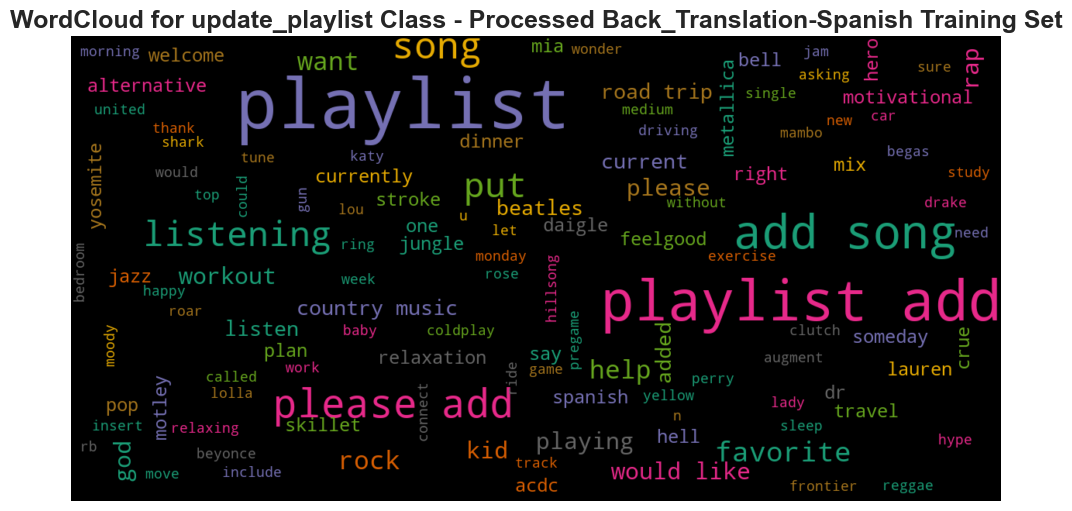 WordCloud for update_playlist Class - Processed Back_Translation-Spanish Training Set
morning
welcome
want
song
mia
wonder
bell
jam
asking
hero
sure
rap
alternative
playlist
road trip
metallica
single
motivational
united
medium
car
thank
shark
dinner
driving
mambo
new
yosemite
tune
katy
current
right
mix
begas
study
would
currently
put
please
top
could
gun
lou
stroke
beatles
without
drake
listening
u
let
one
daigle
feelgood
add song
need
ring
jungle
monday
exercise
bedroom
jazz
workout
week
rose
hillsong
happy
playlist add
roar
country music
moody
listen
baby
coldplay
pregame
added
clutch
someday
crue
plan
relaxation
say
augment
work
ride
game
help
lauren
called
lolla
perry
pop
motley
please add
connect
spanish
yellow
lady
dr
travel
insert
relaxing
skillet
n
sleep
rb
god
beyonce
playing
hell
hype
move
include
rock
kid
track
would like
favorite
acdc
frontier
reggae